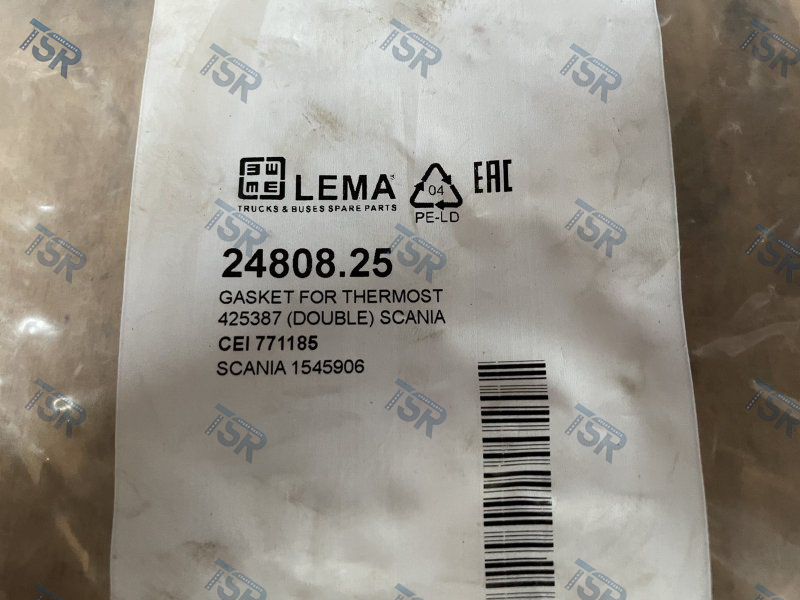 LEMA
TRUCKS & BUSES SPARE PARTS
04
PE-LD
EAC
24808.25
GASKET FOR THERMOST
425387 (DOUBLE) SCANIA
CEI 771185
SCANIA 1545906
TSR